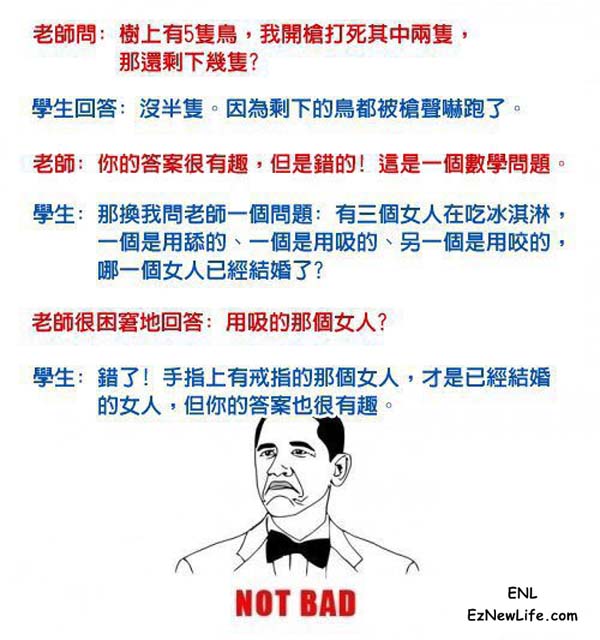 老師問: 樹上有5隻鳥，我開槍打死其中兩隻，
那還剩下幾隻?
學生回答: 沒半隻。因為剩下的鳥都被槍聲嚇跑了。
老師: 你的答案很有趣，但是錯的! 這是一個數學問題。
學生: 那換我問老師一個問題: 有三個女人在吃冰淇淋，
一個是用舔的、一個是用吸的、另一個是用咬的，
哪一個女人已經結婚了?
老師很困窘地回答: 用吸的那個女人?
學生: 錯了! 手指上有戒指的那個女人，才是已經結婚
的女人，但你的答案也很有趣。
NOT BAD
ENL
EzNewLife.com